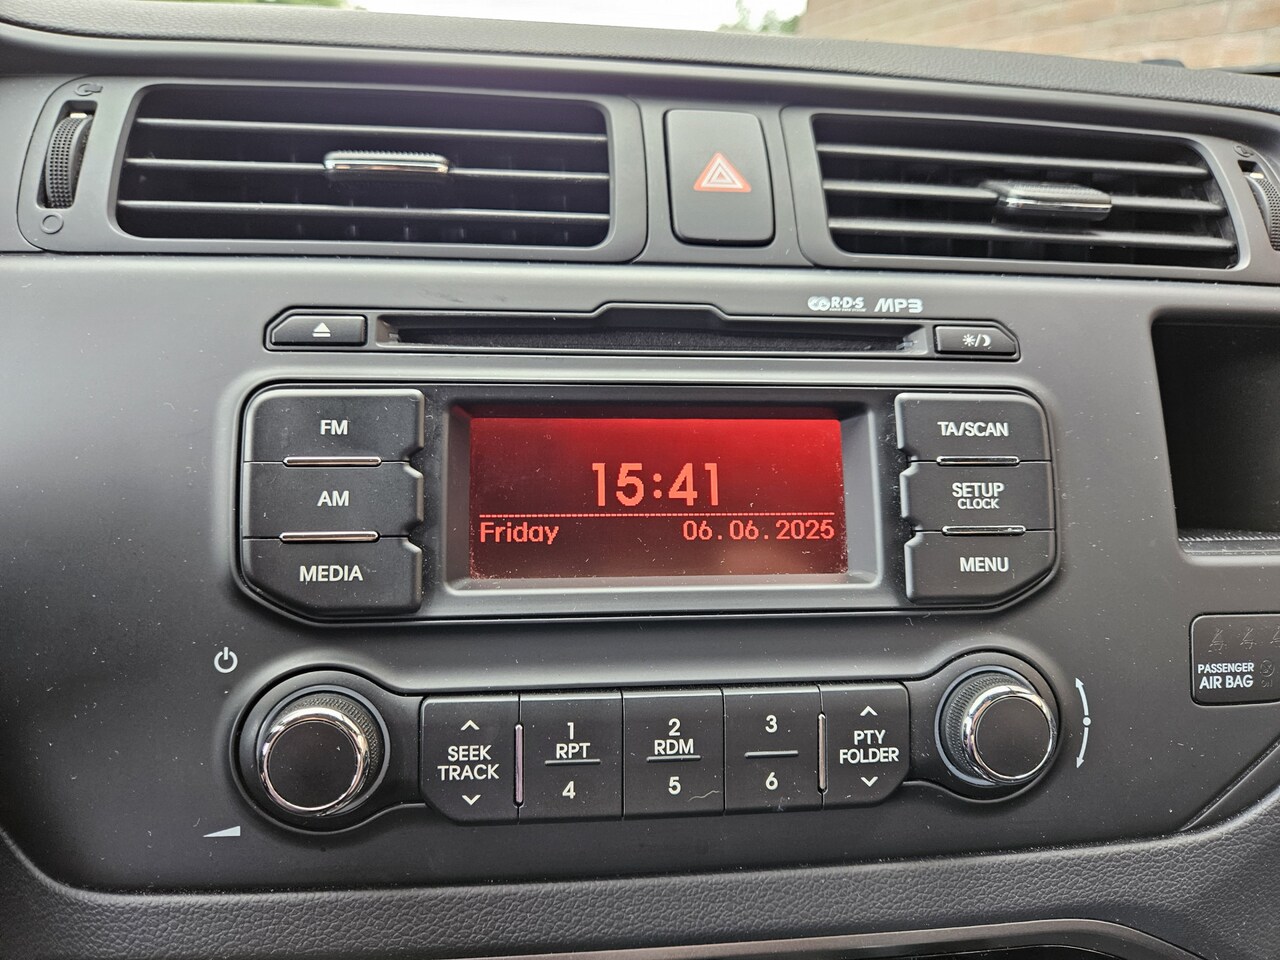 R·D·S MP3
FM
TA/SCAN
15:41
AM
SETUP
CLOCK
Friday 06.06.2025
MEDIA
MENU
PASSENGER
AIR BAG
SEEK
TRACK
1
RPT
4
2
RDM
5
3
6
PTY
FOLDER